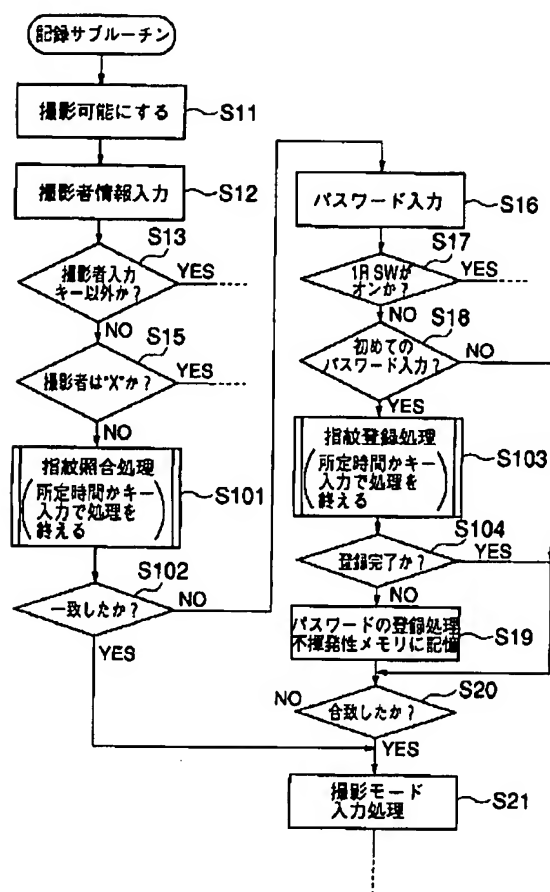 記録サブルーチン
撮影可能にする
S11
撮影者情報入力
S12
S13
撮影者入力
キー以外か？
YES
NO
S15
撮影者は"X"か？
YES
NO
指紋照合処理
(所定時間かキー
入力で処理を
終える)
S101
S102
一致したか？
NO
YES
パスワード入力
S16
S17
1R SWが
オンか？
YES
NO
S18
初めての
パスワード入力？
NO
YES
指紋登録処理
(所定時間かキー
入力で処理を
終える)
S103
S104
登録完了か？
YES
NO
パスワードの登録処理
不揮発性メモリに記憶
S19
S20
NO
合致したか？
YES
撮影モード
入力処理
S21